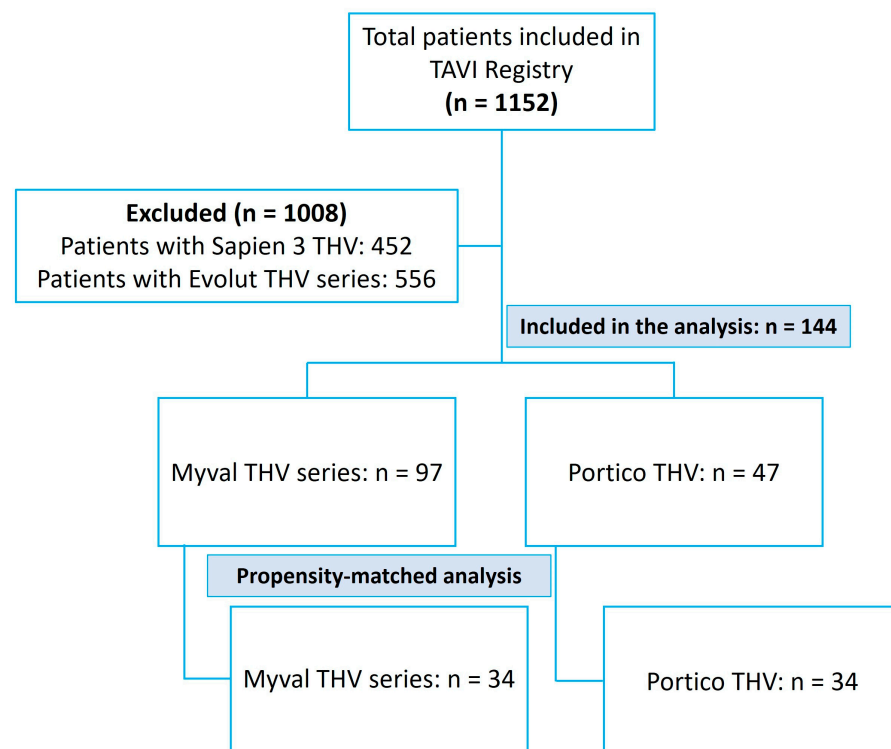 Total patients included in
TAVI Registry
(n = 1152)
Excluded (n = 1008)
Patients with Sapien 3 THV: 452
Patients with Evolut THV series: 556
Included in the analysis: n = 144
Myval THV series: n = 97
Portico THV: n = 47
Propensity-matched analysis
Myval THV series: n = 34
Portico THV: n = 34